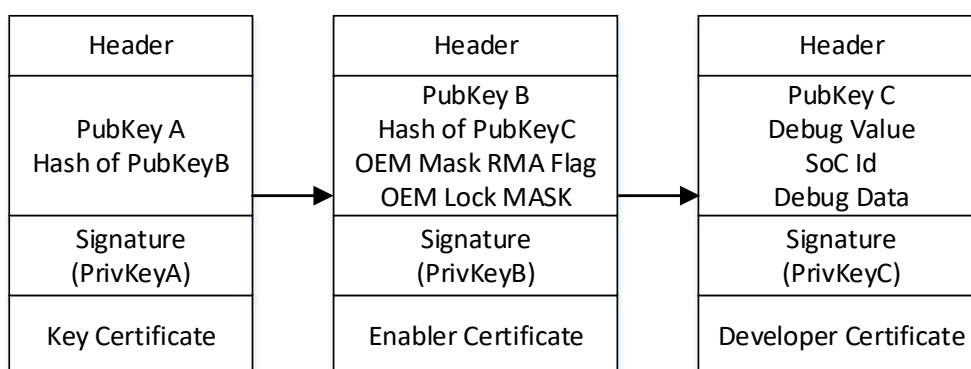 Header
PubKey A
Hash of PubKeyB
Signature
(PrivKeyA)
Key Certificate
Header
PubKey B
Hash of PubKeyC
OEM Mask RMA Flag
OEM Lock MASK
Signature
(PrivKeyB)
Enabler Certificate
Header
PubKey C
Debug Value
SoC Id
Debug Data
Signature
(PrivKeyC)
Developer Certificate